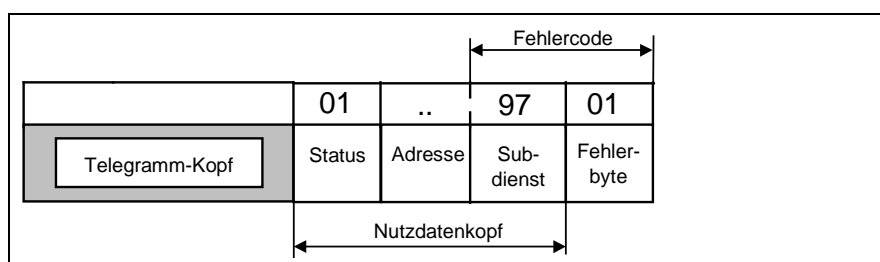 Fehlercode
01 .. 97 01
Telegramm-Kopf Status Adresse Sub-
dienst Fehler-
byte
Nutzdatenkopf